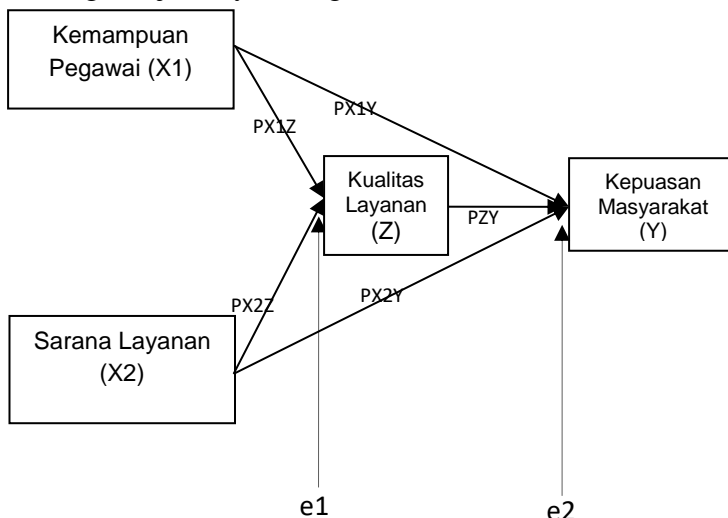 Kemampuan
Pegawai (X1)
PX1Y
PX1Z
Kualitas
Layanan
(Z)
PZY
Kepuasan
Masyarakat
(Y)
PX2Z
PX2Y
Sarana Layanan
(X2)
e1
e2